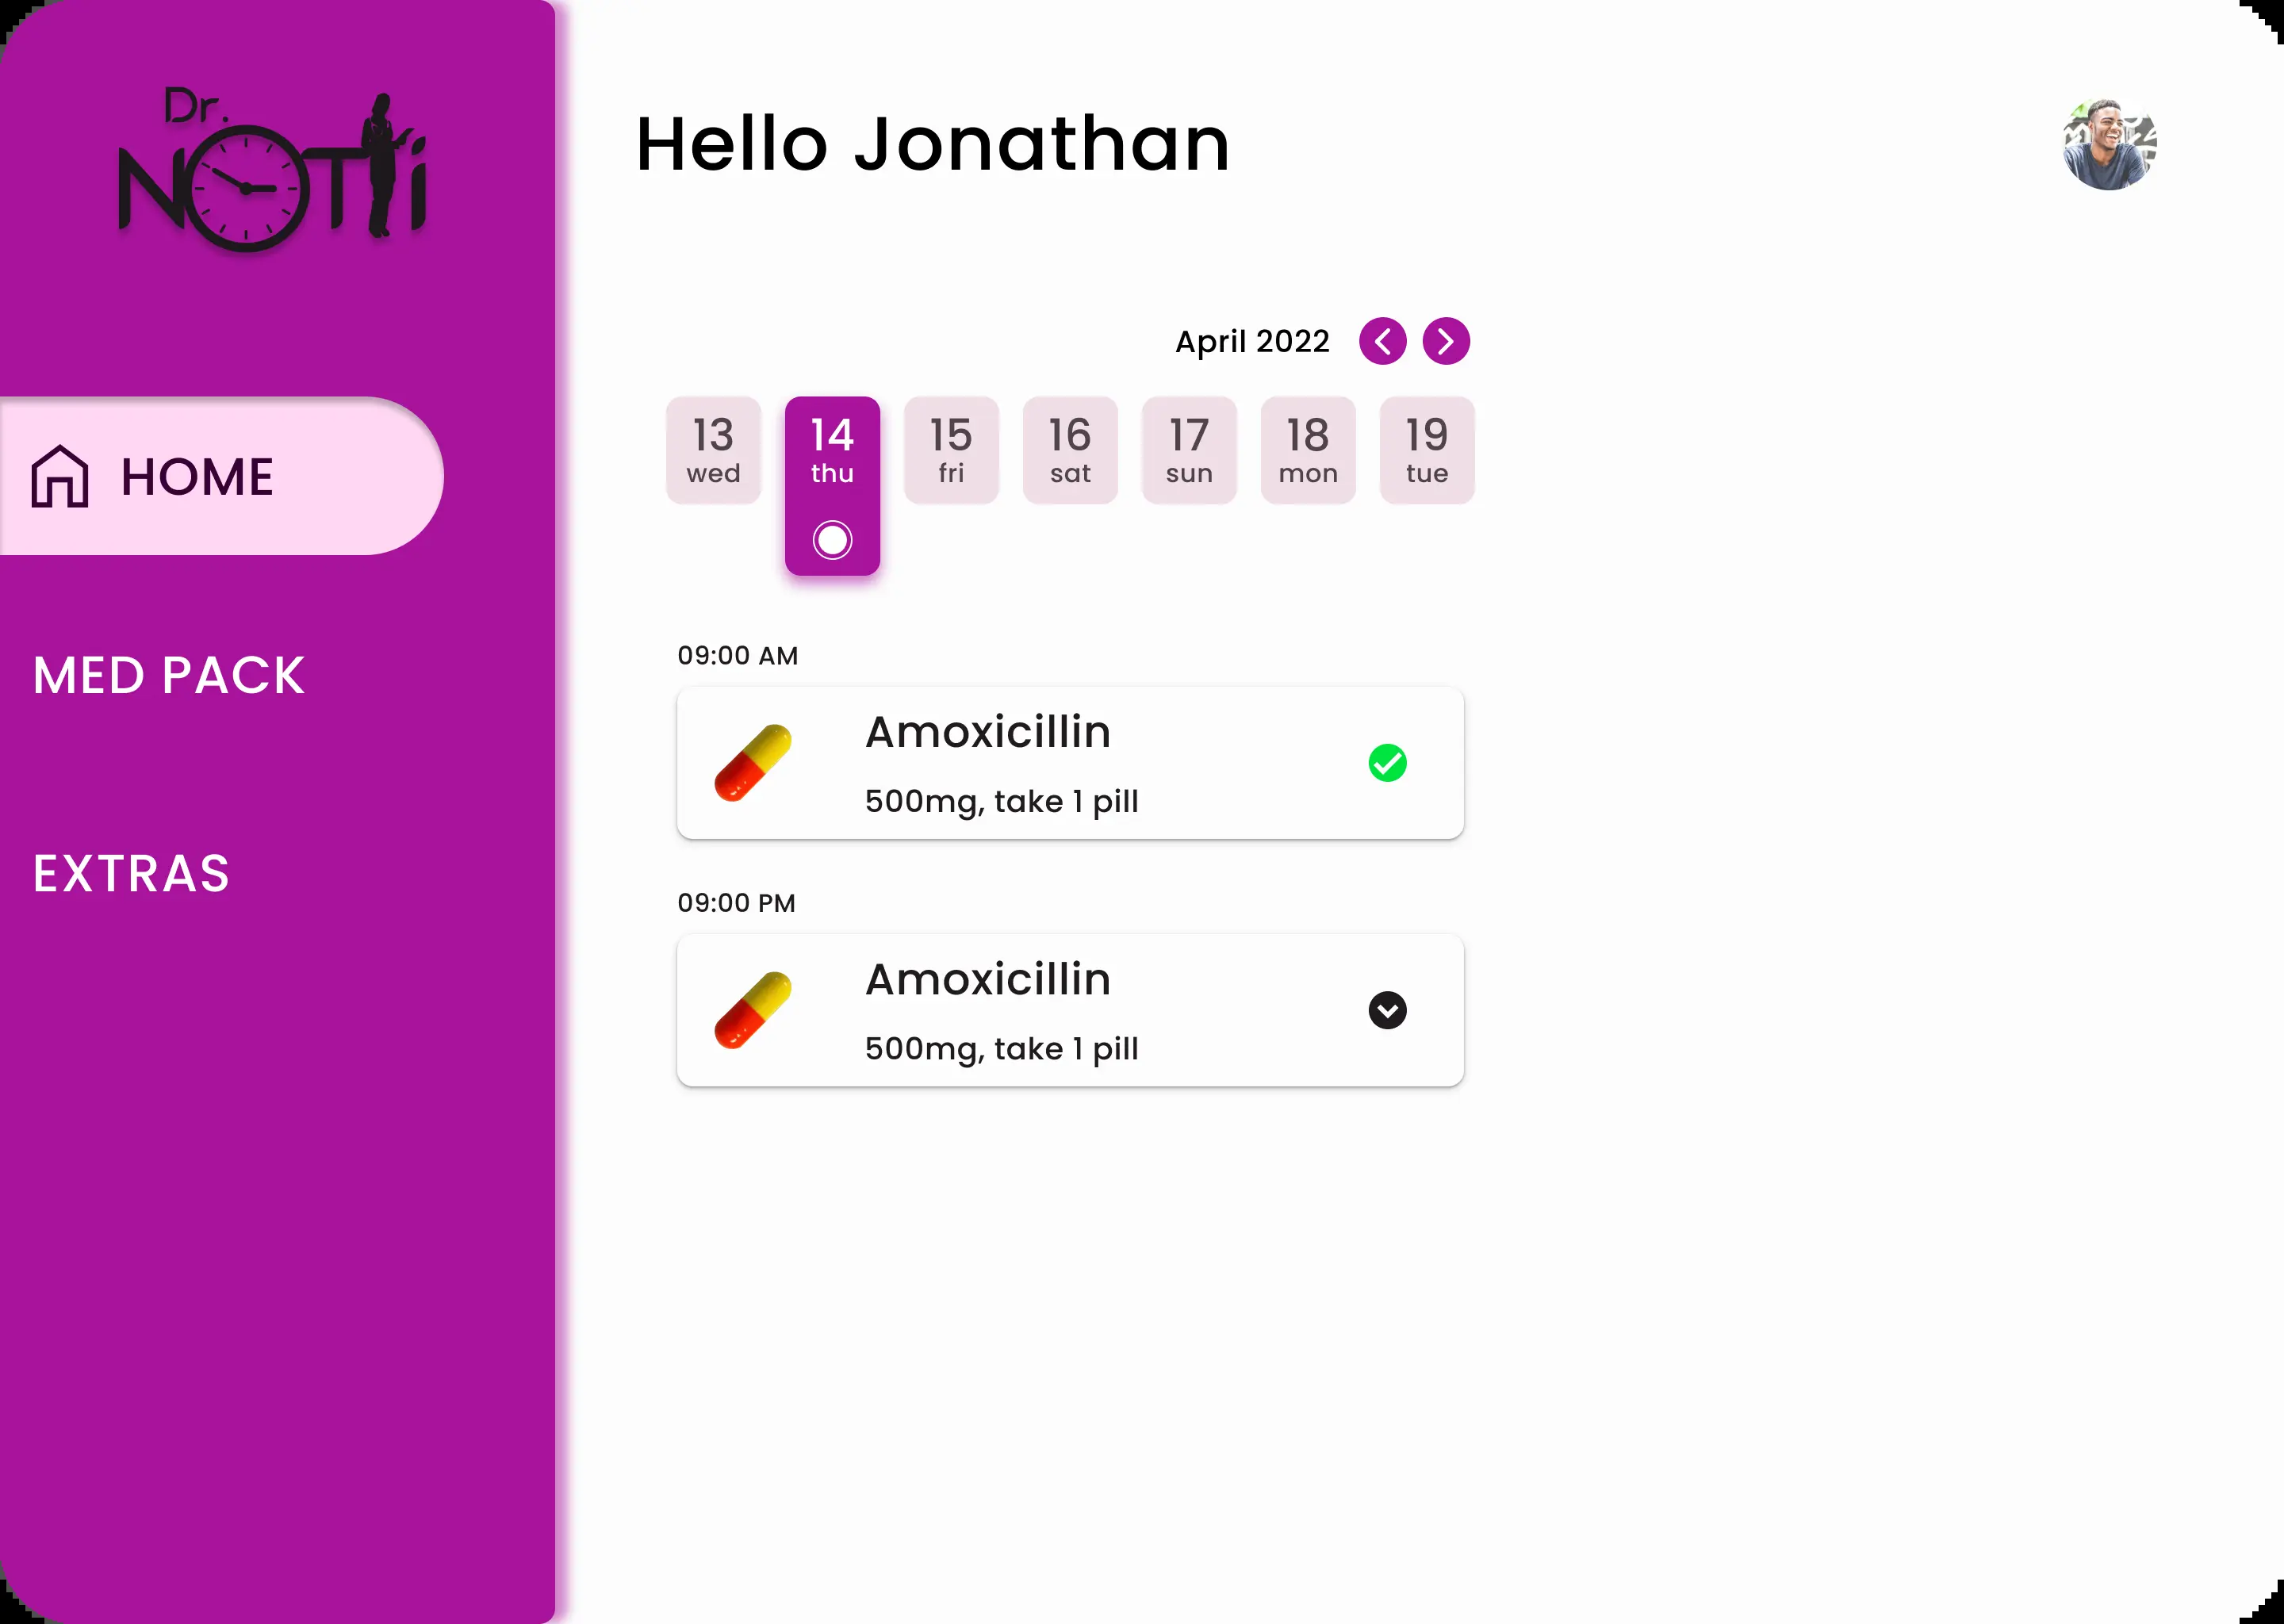 Dr.
NOTii
Hello Jonathan
April 2022
13 14 15 16 17 18 19
wed thu fri sat sun mon tue
HOME
MED PACK
EXTRAS
09:00 AM
Amoxicillin
500mg, take 1 pill
09:00 PM
Amoxicillin
500mg, take 1 pill